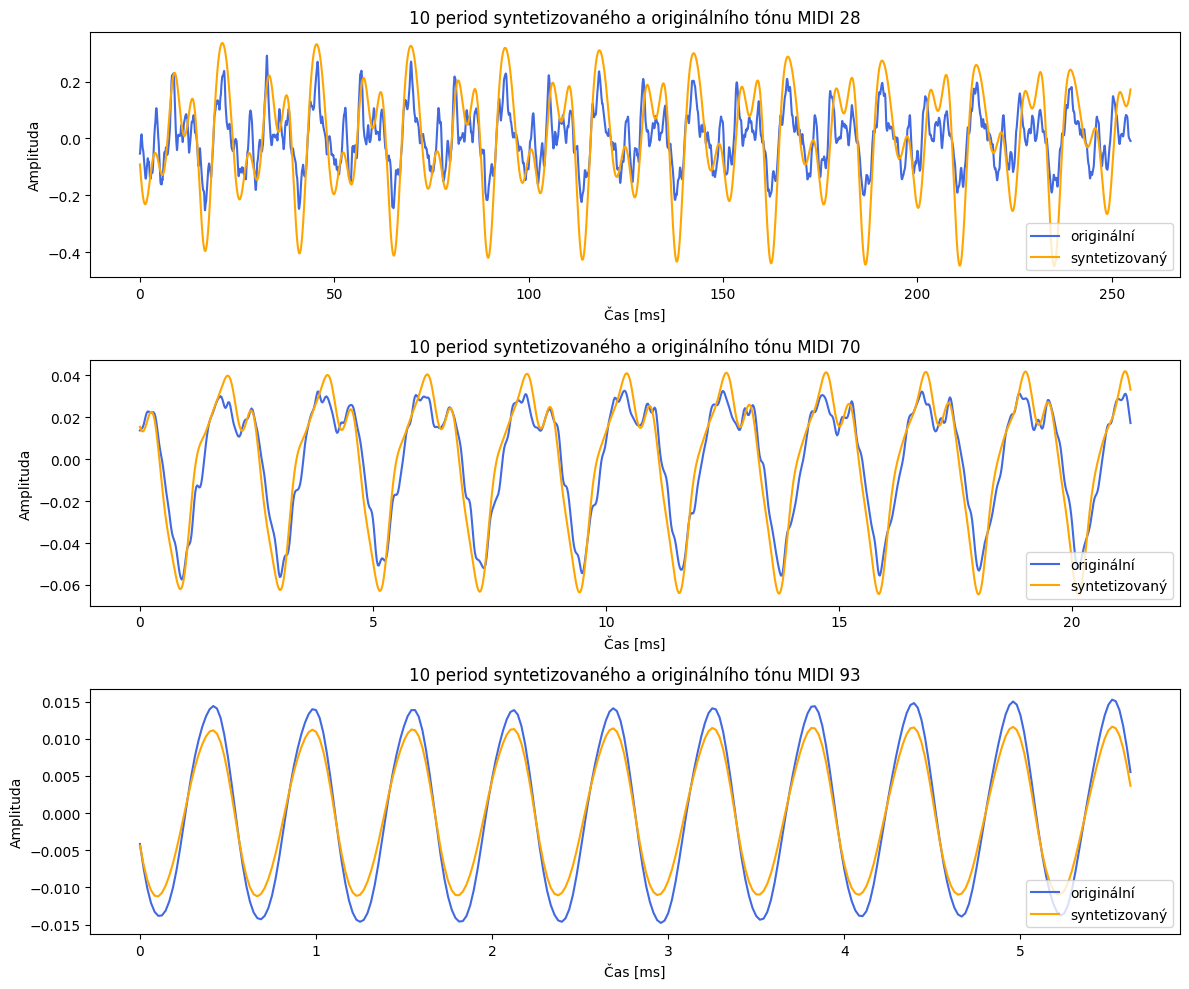 10 period syntetizovaného a originálního tónu MIDI 28
Amplituda
0.2
0.0
−0.2
−0.4
originální
syntetizovaný
0 50 100 150 200 250
Čas [ms]
10 period syntetizovaného a originálního tónu MIDI 70
Amplituda
0.04
0.02
0.00
−0.02
−0.04
−0.06
originální
syntetizovaný
0 5 10 15 20
Čas [ms]
10 period syntetizovaného a originálního tónu MIDI 93
Amplituda
0.015
0.010
0.005
0.000
−0.005
−0.010
−0.015
originální
syntetizovaný
0 1 2 3 4 5
Čas [ms]